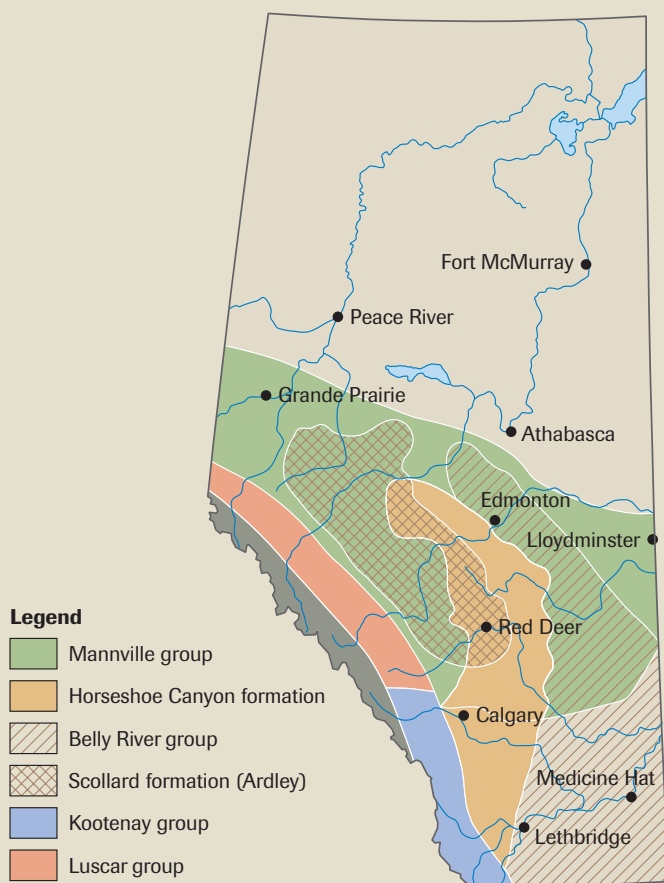 Fort McMurray
Peace River
Grande Prairie
Athabasca
Edmonton
Lloydminster
Red Deer
Calgary
Medicine Hat
Lethbridge
Legend
Mannville group
Horseshoe Canyon formation
Belly River group
Scollard formation (Ardley)
Kootenay group
Luscar group